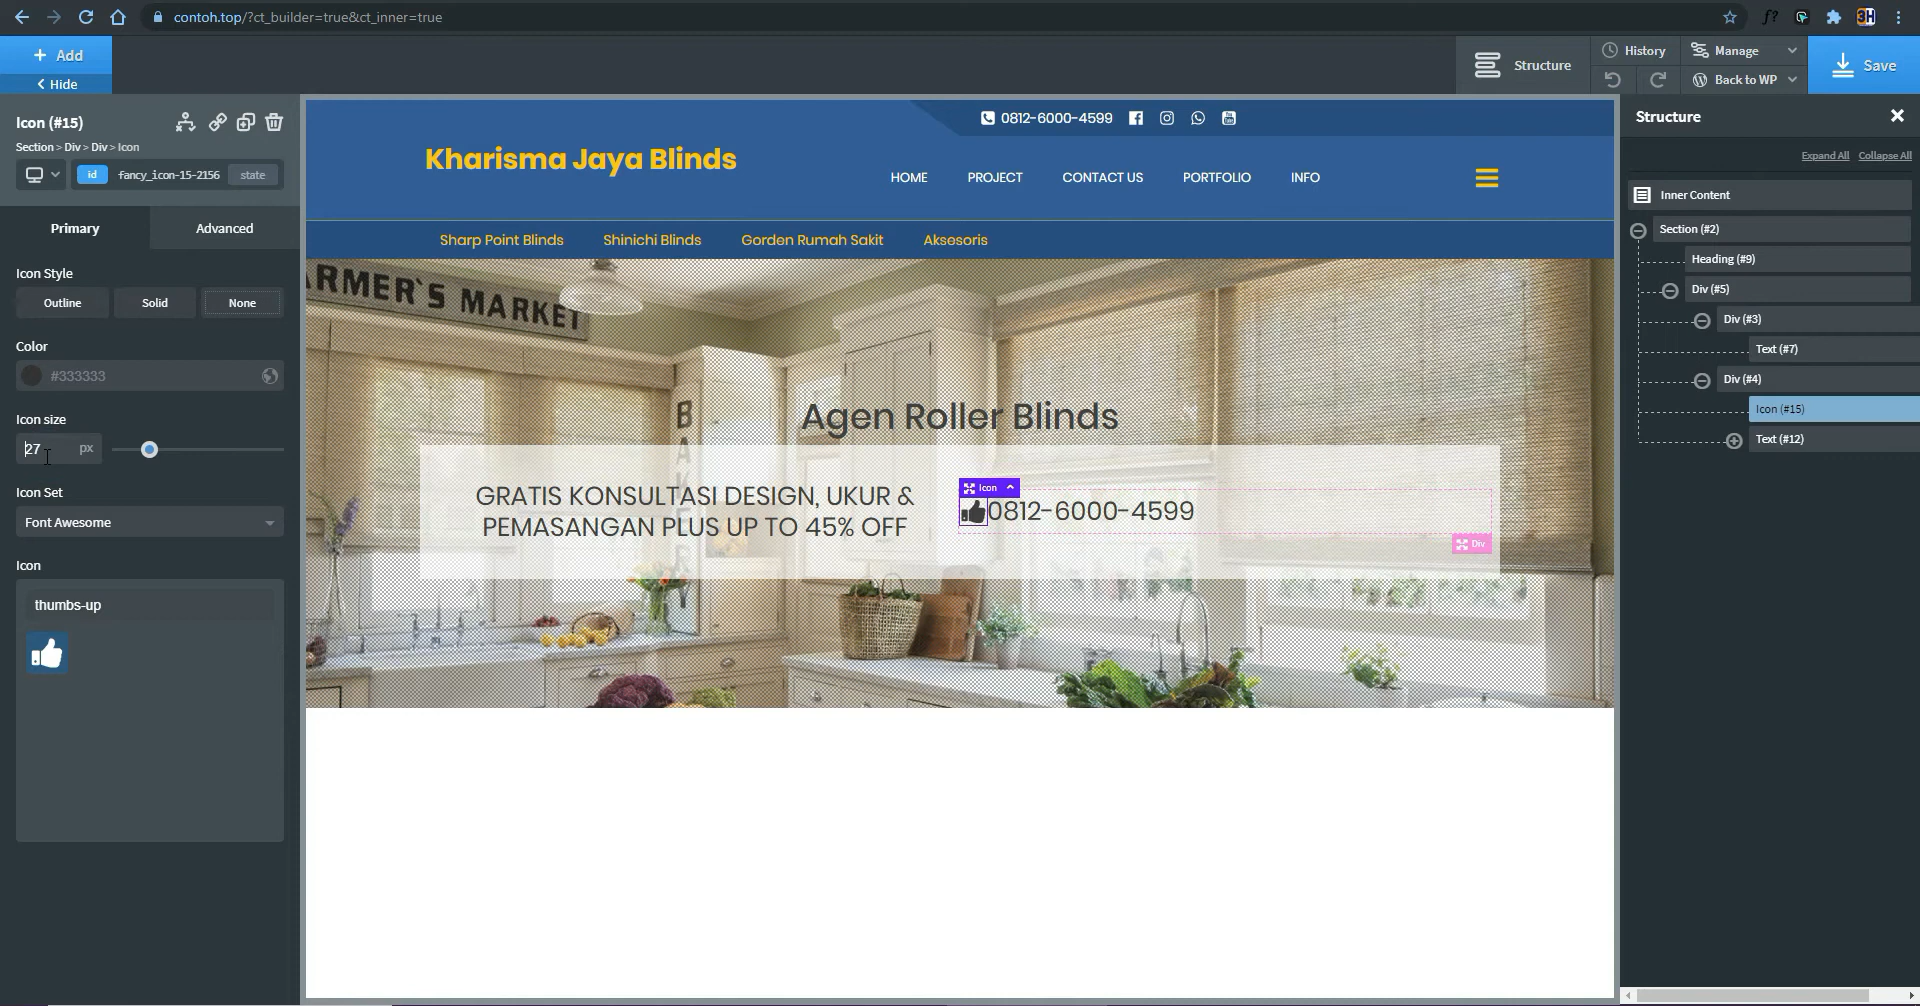 contoh.top/?ct_builder=true&ct_inner=true
f?
3H
+ Add
Hide
Structure
History
Manage
Back to WP
Save
Icon (#15)
Section > Div > Div > Icon
id
fancy_icon-15-2156
state
Primary
Advanced
Icon Style
Outline
Solid
None
Color
#333333
Icon size
27
px
Icon Set
Font Awesome
Icon
thumbs-up
0812-6000-4599
Kharisma Jaya Blinds
HOME
PROJECT
CONTACT US
PORTFOLIO
INFO
Sharp Point Blinds
Shinichi Blinds
Gorden Rumah Sakit
Aksesoris
ARMER'S MARKET
BAKERY
Agen Roller Blinds
GRATIS KONSULTASI DESIGN, UKUR &
PEMASANGAN PLUS UP TO 45% OFF
Icon
0812-6000-4599
Div
Structure
Expand All
Collapse All
Inner Content
Section (#2)
Heading (#9)
Div (#5)
Div (#3)
Text (#7)
Div (#4)
Icon (#15)
Text (#12)